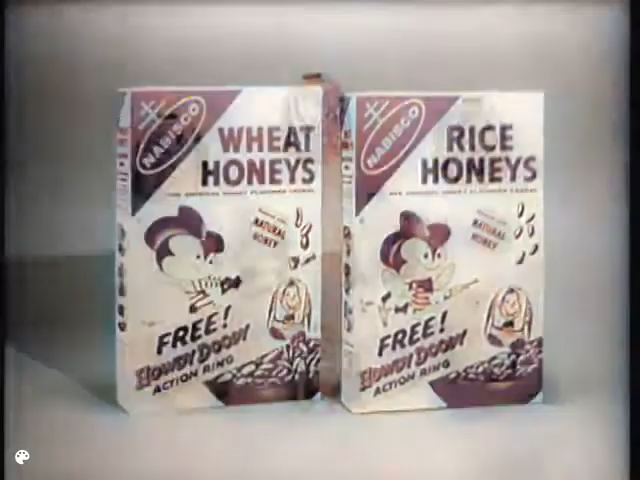 NABISCO
WHEAT
HONEYS
NATURAL
HONEY
FREE!
HOWDY DOODY
ACTION RING
NABISCO
RICE
HONEYS
NATURAL
HONEY
FREE!
HOWDY DOODY
ACTION RING